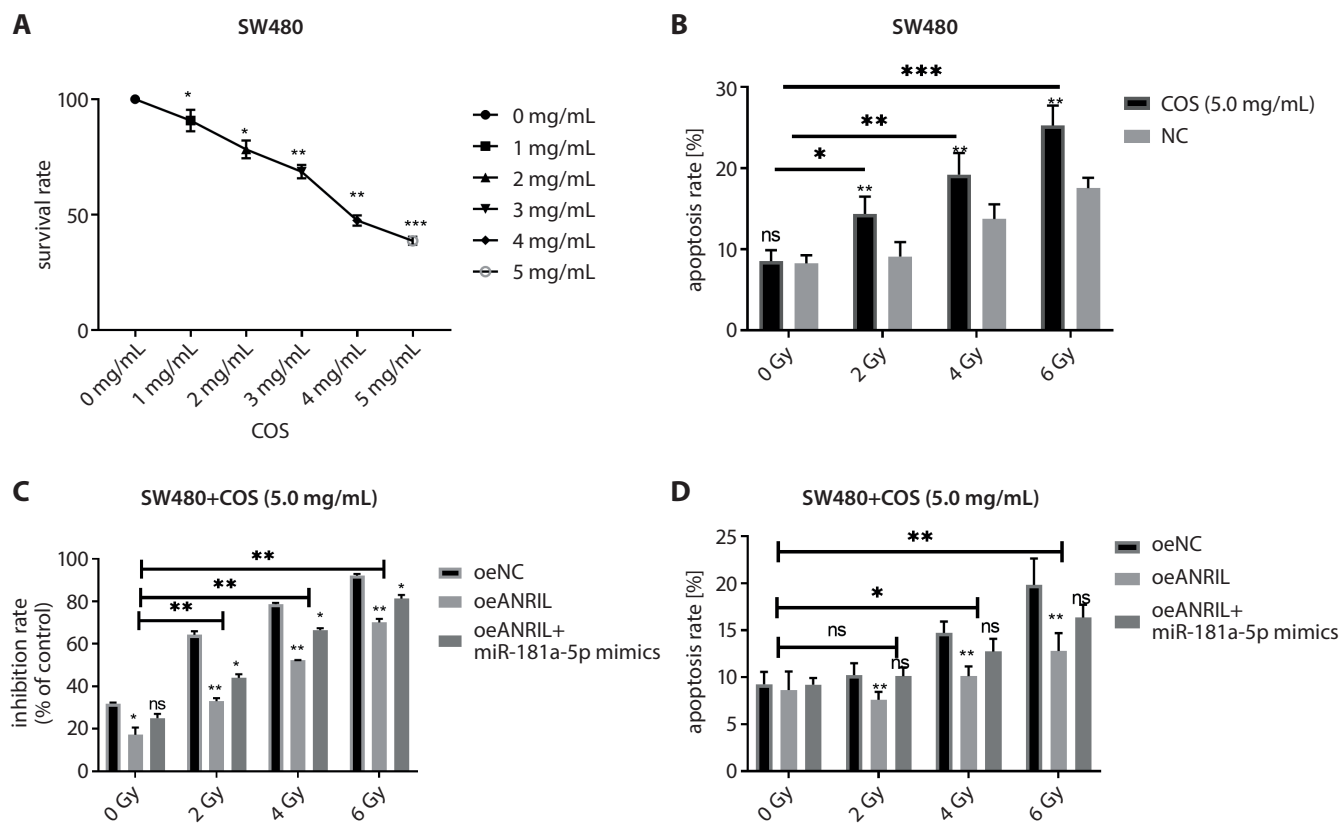 A
SW480
survival rate
100
50
0
*
*
**
**
***
0 mg/mL
1 mg/mL
2 mg/mL
3 mg/mL
4 mg/mL
5 mg/mL
COS
0 mg/mL
1 mg/mL
2 mg/mL
3 mg/mL
4 mg/mL
5 mg/mL
B
SW480
apoptosis rate [%]
30
20
10
0
***
**
*
ns
**
**
**
0 Gy
2 Gy
4 Gy
6 Gy
COS (5.0 mg/mL)
NC
C
SW480+COS (5.0 mg/mL)
inhibition rate
(% of control)
100
80
60
40
20
0
**
**
**
*
ns
**
*
**
*
**
*
0 Gy
2 Gy
4 Gy
6 Gy
oeNC
oeANRIL
oeANRIL+
miR-181a-5p mimics
D
SW480+COS (5.0 mg/mL)
apoptosis rate [%]
25
20
15
10
5
0
**
*
ns
**
ns
**
ns
**
ns
0 Gy
2 Gy
4 Gy
6 Gy
oeNC
oeANRIL
oeANRIL+
miR-181a-5p mimics